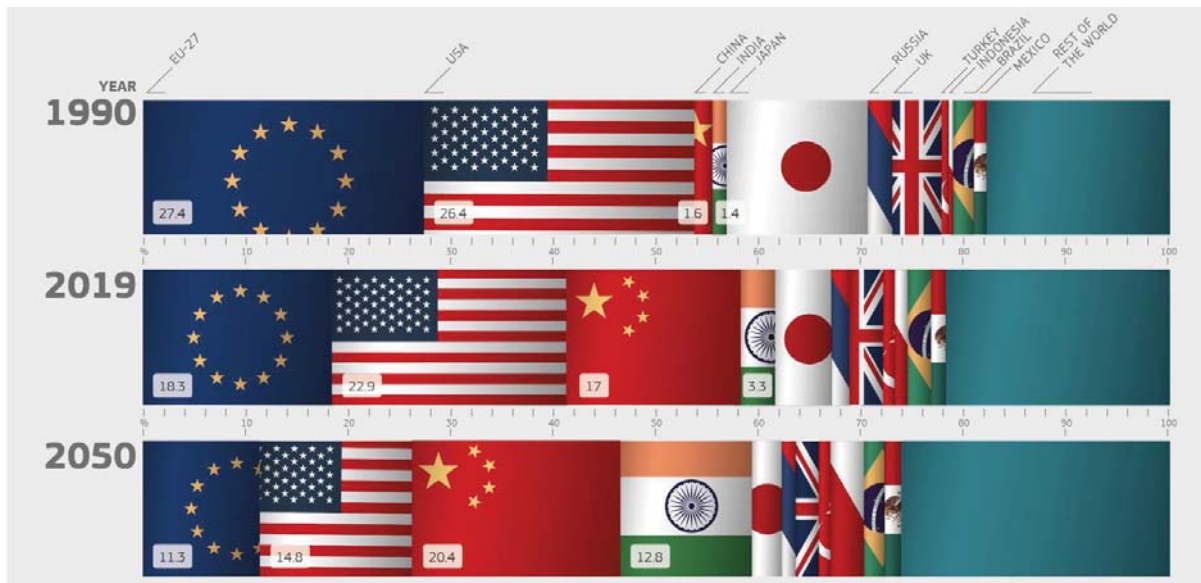 EU-27
USA
CHINA
INDIA
JAPAN
RUSSIA
UK
TURKEY
INDONESIA
BRAZIL
MEXICO
REST OF
THE WORLD
YEAR
1990
27.4
26.4
1.6
1.4
% 10 20 30 40 50 60 70 80 90 100
2019
18.3
22.9
17
3.3
% 10 20 30 40 50 60 70 80 90 100
2050
11.3
14.8
20.4
12.8